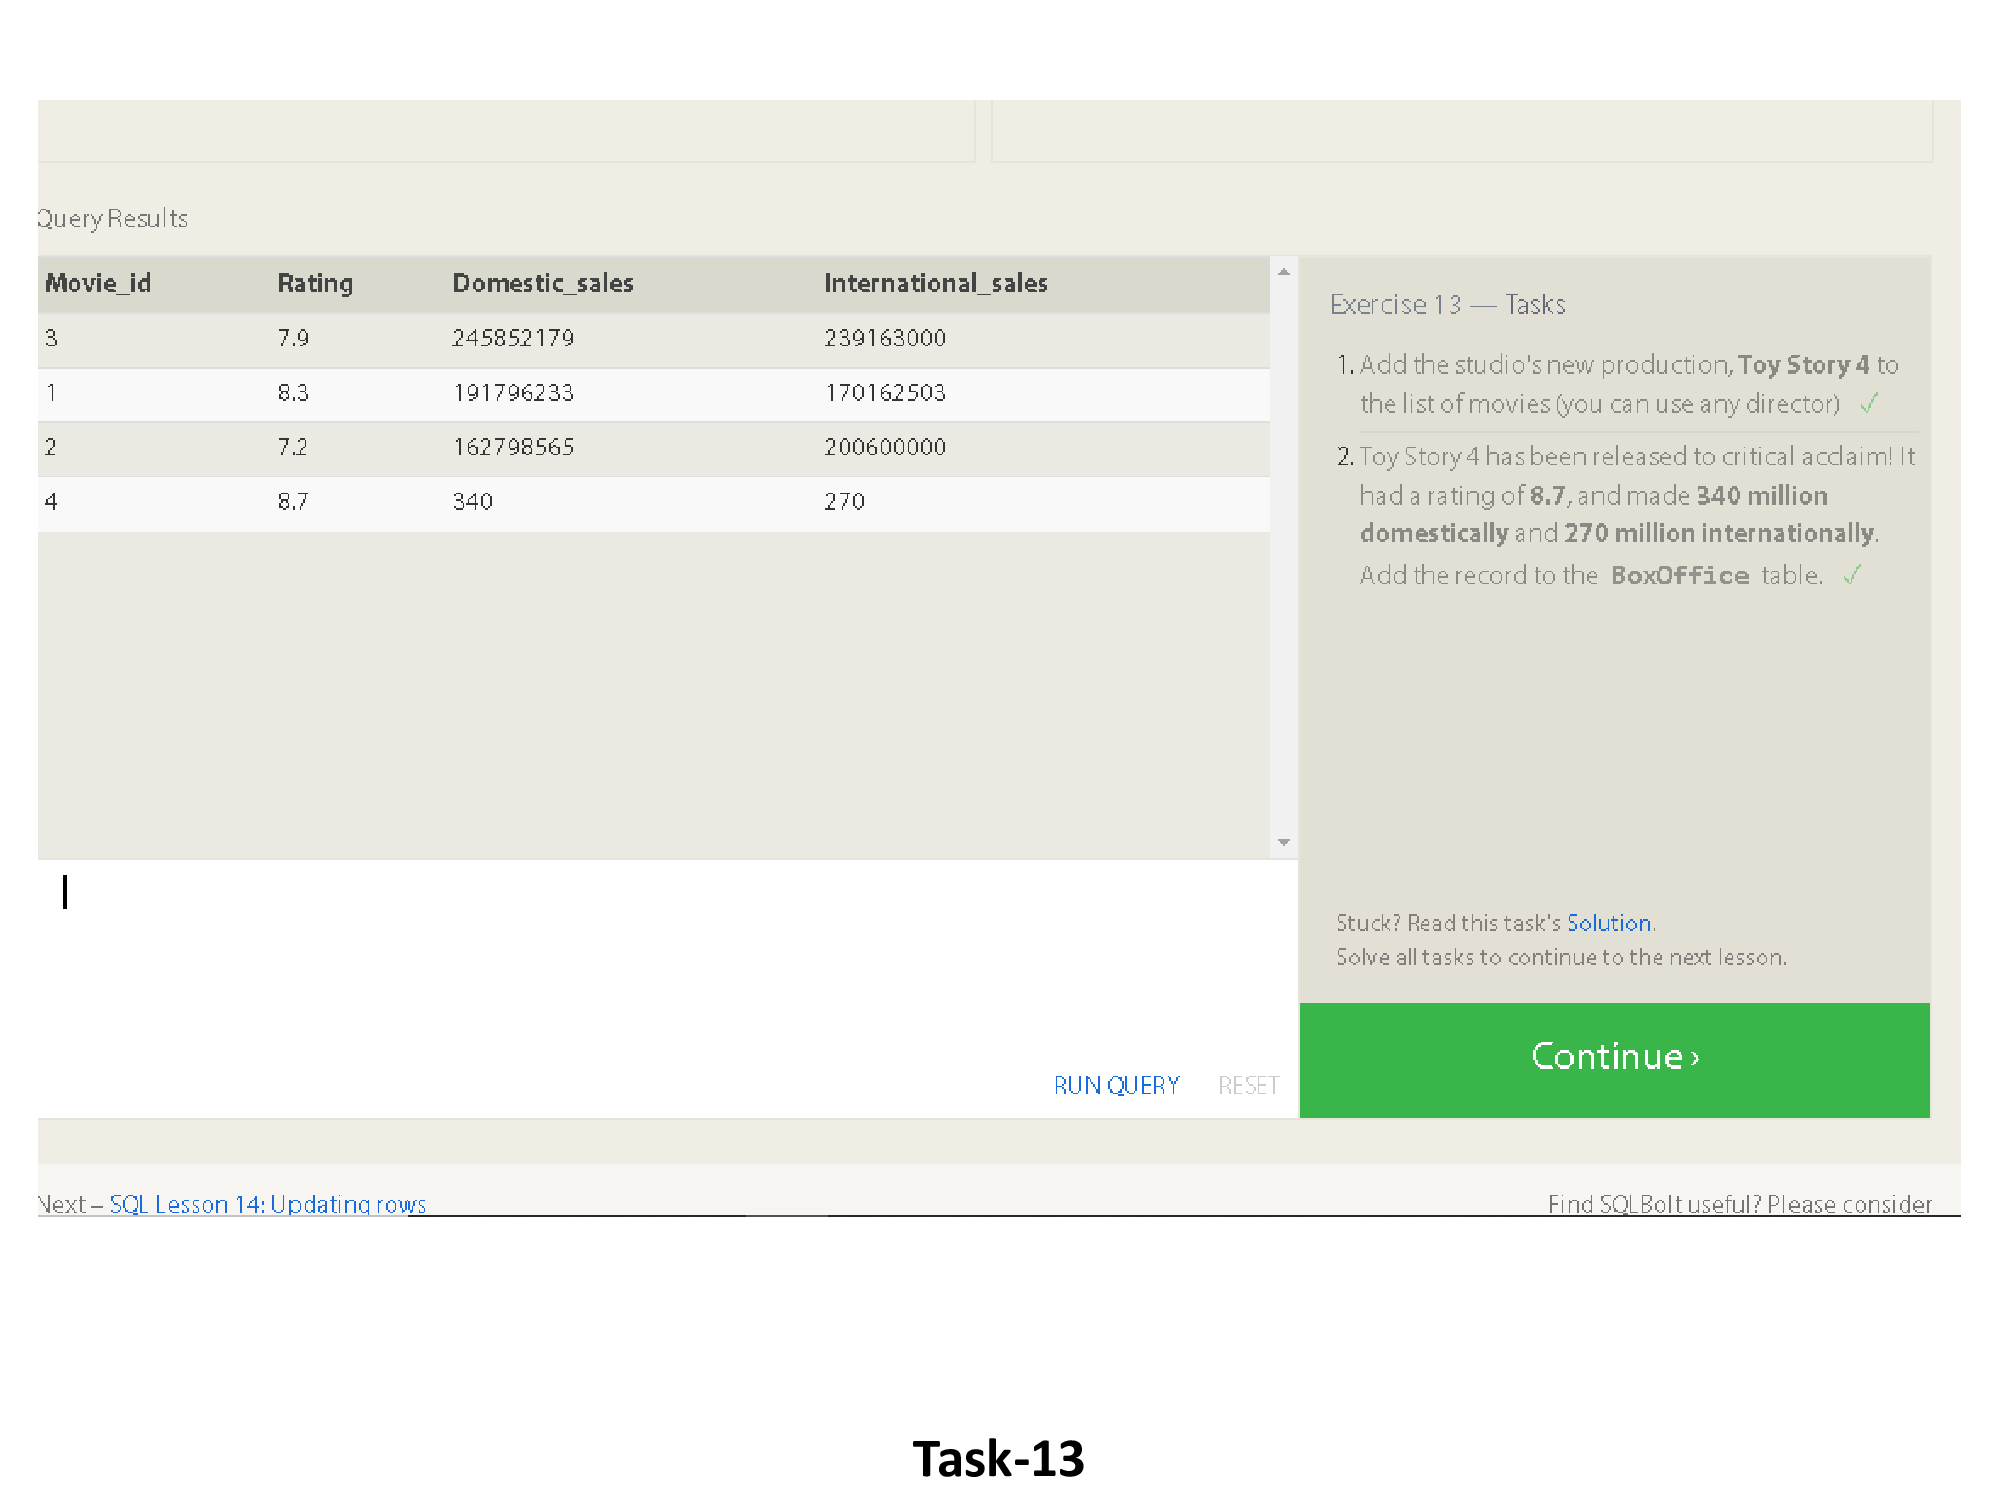 Query Results
Movie_id Rating Domestic_sales International_sales
3 7.9 245852179 239163000
1 8.3 191796233 170162503
2 7.2 162798565 200600000
4 8.7 340 270
Exercise 13 — Tasks
1. Add the studio's new production, Toy Story 4 to
the list of movies (you can use any director) ✓
2. Toy Story 4 has been released to critical acclaim! It
had a rating of 8.7, and made 340 million
domestically and 270 million internationally.
Add the record to the BoxOffice table. ✓
Stuck? Read this task's Solution.
Solve all tasks to continue to the next lesson.
RUN QUERY RESET
Continue ›
Next – SQL Lesson 14: Updating rows
Find SQLBolt useful? Please consider
Task-13